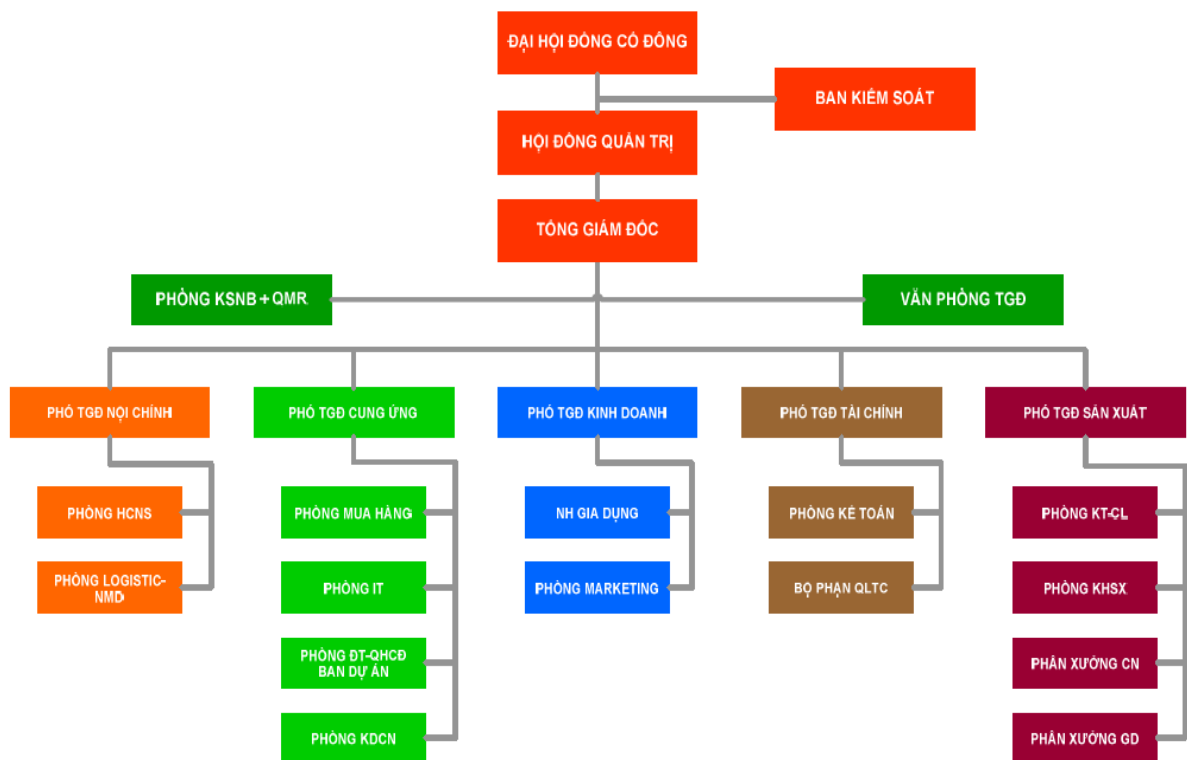 ĐẠI HỘI ĐỒNG CỔ ĐÔNG
BAN KIỂM SOÁT
HỘI ĐỒNG QUẢN TRỊ
TỔNG GIÁM ĐỐC
PHÒNG KSNB+QMR
VĂN PHÒNG TGĐ
PHÓ TGĐ NỘI CHÍNH
PHÓ TGĐ CUNG ỨNG
PHÓ TGĐ KINH DOANH
PHÓ TGĐ TÀI CHÍNH
PHÓ TGĐ SẢN XUẤT
PHÒNG HCNS
PHÒNG MUA HÀNG
NH GIA DỤNG
PHÒNG KẾ TOÁN
PHÒNG KT-CL
PHÒNG LOGISTIC-
NMD
PHÒNG IT
PHÒNG MARKETING
BỘ PHẬN QLTC
PHÒNG KHSX
PHÒNG ĐT-QHCĐ
BAN DỰ ÁN
PHÂN XƯỞNG CN
PHÒNG KDCN
PHÂN XƯỞNG GD